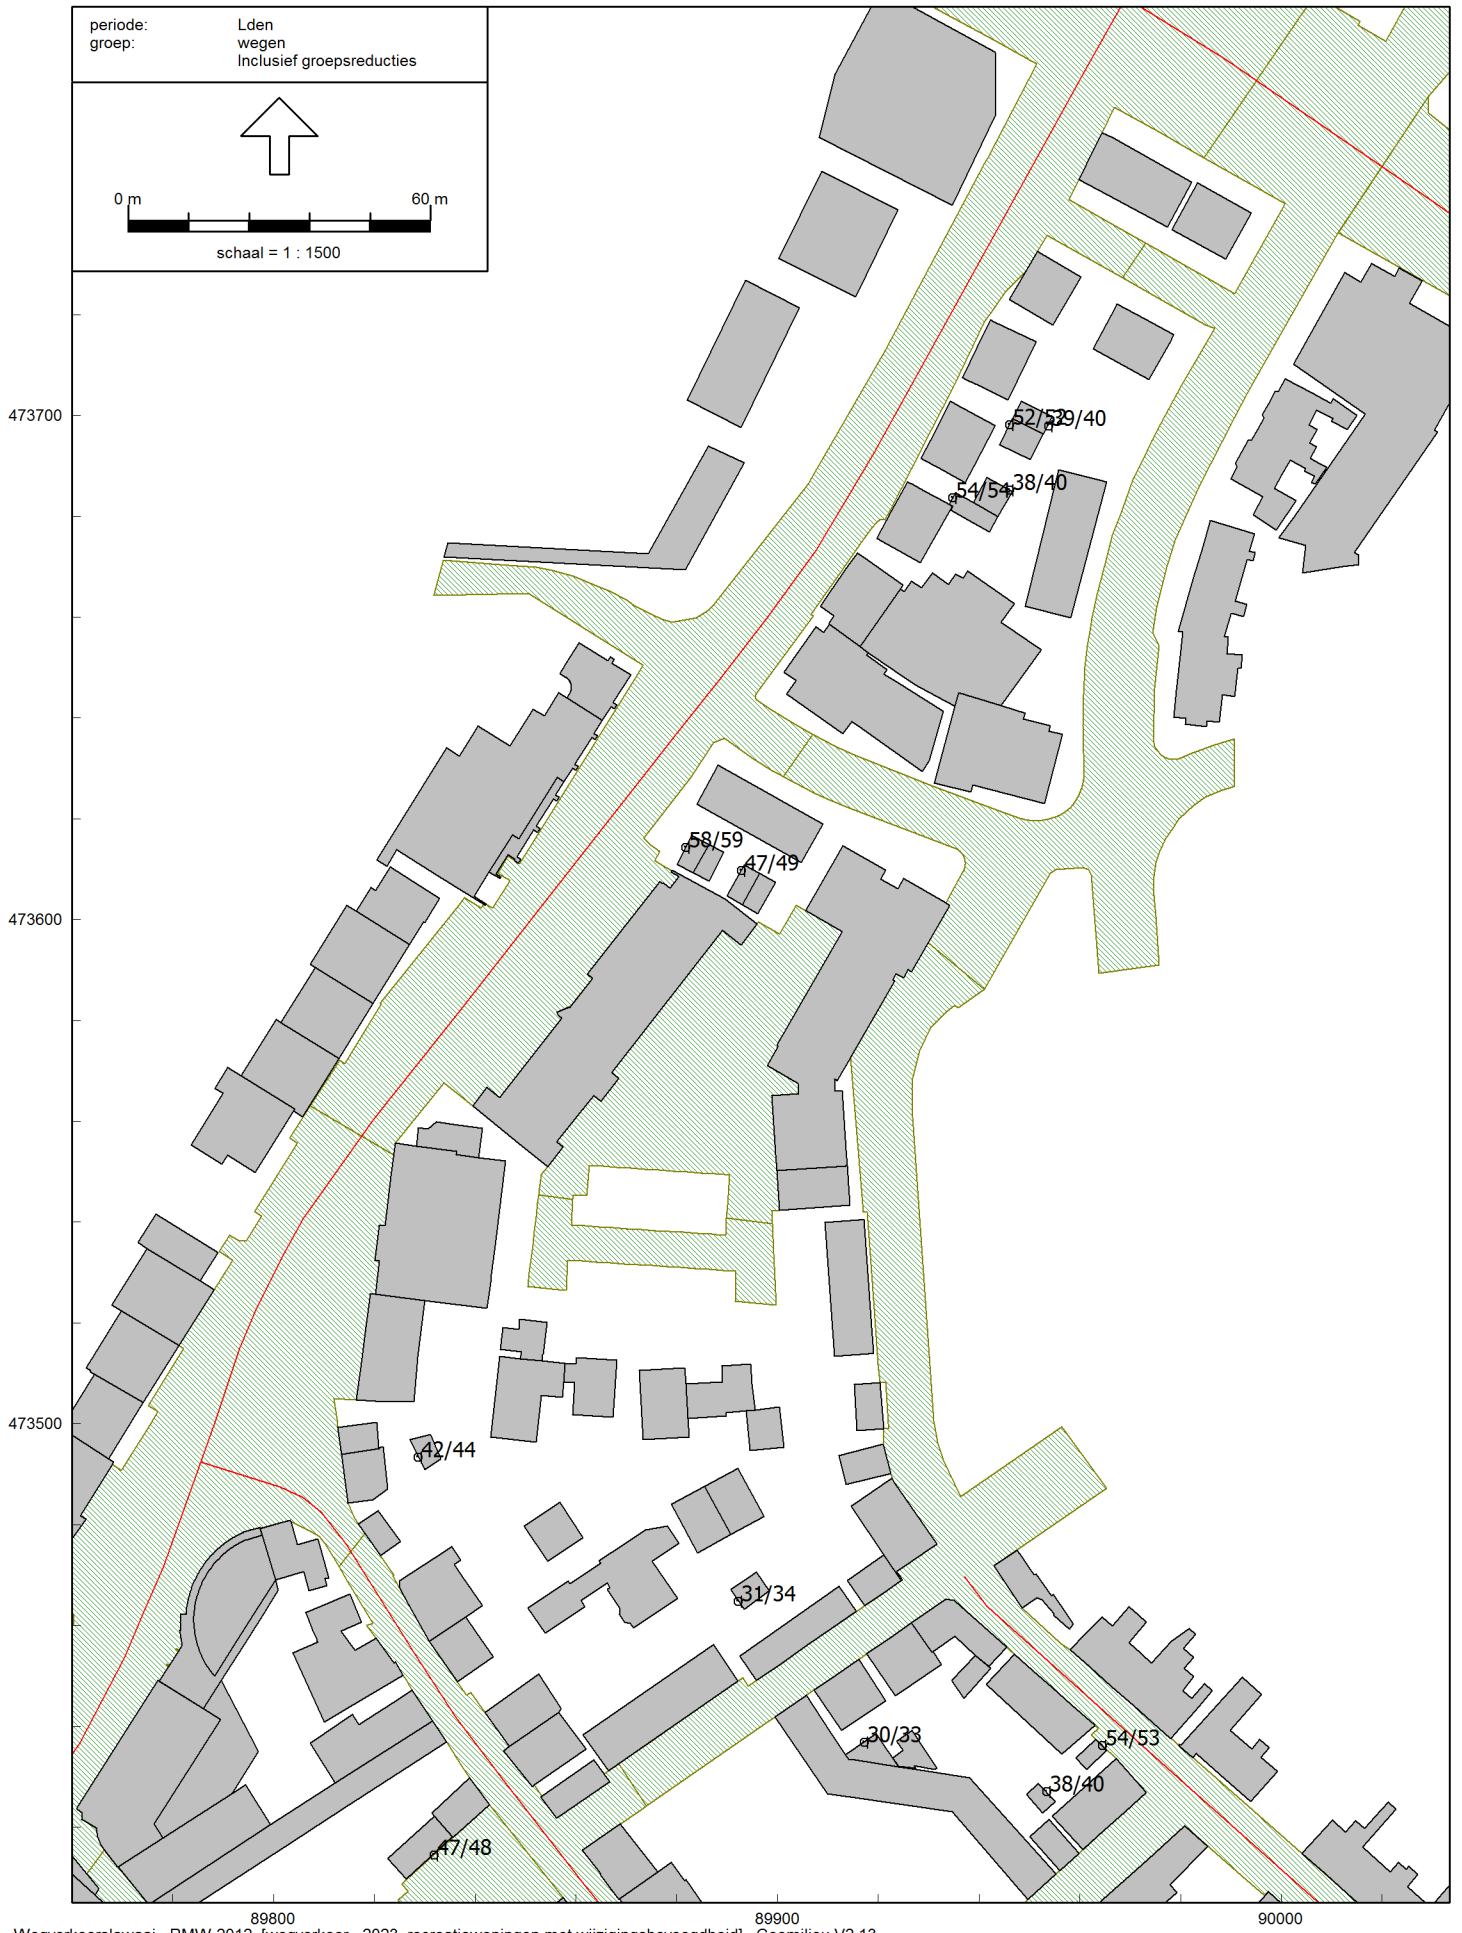 periode: Lden
groep: wegen
Inclusief groepsreducties
0 m 60 m
schaal = 1 : 1500
473700
52/52 39/40
54/54 38/40
58/59
47/49
473600
473500
42/44
31/34
30/33
54/53
38/40
47/48
89800 89900 90000